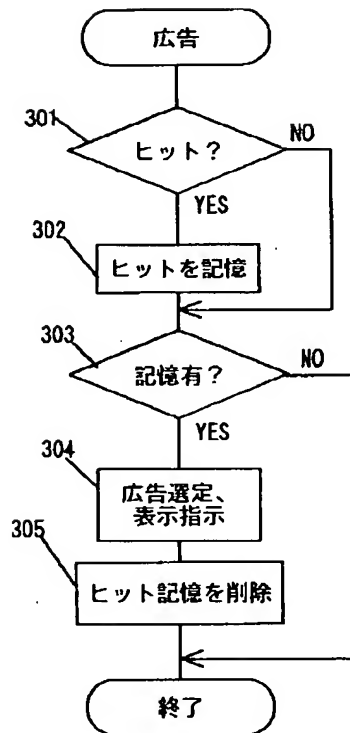 広告
301
ヒット？
NO
YES
302
ヒットを記憶
303
記憶有？
NO
YES
304
広告選定、
表示指示
305
ヒット記憶を削除
終了